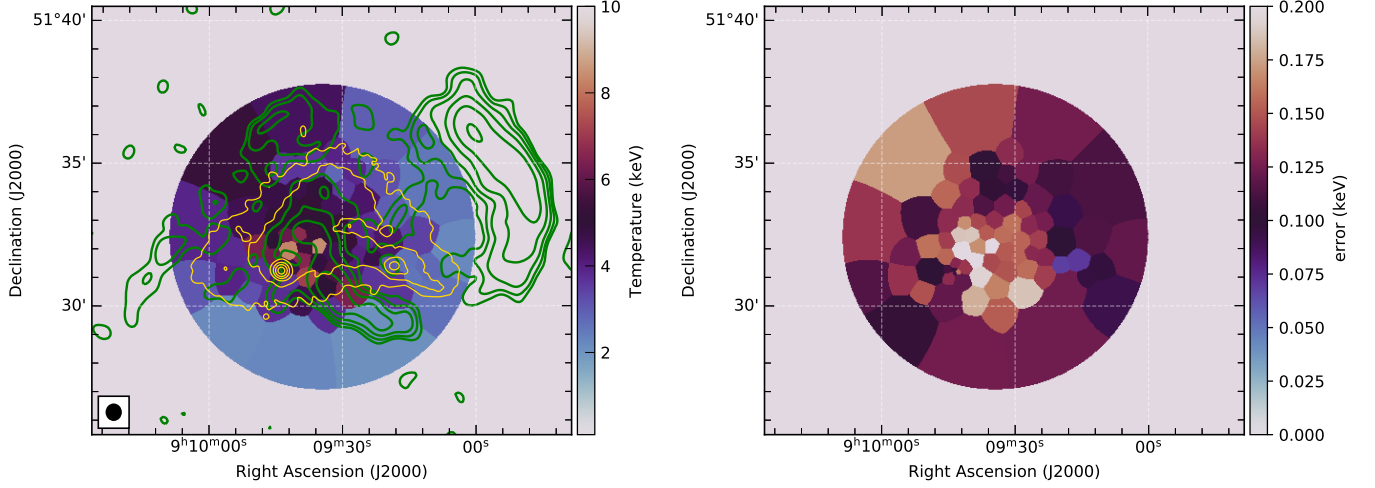 51°40'
35'
30'
Declination (J2000)
9ʰ10ᵐ00ˢ
09ᵐ30ˢ
00ˢ
Right Ascension (J2000)
10
8
6
4
2
Temperature (keV)
51°40'
35'
30'
Declination (J2000)
9ʰ10ᵐ00ˢ
09ᵐ30ˢ
00ˢ
Right Ascension (J2000)
0.200
0.175
0.150
0.125
0.100
0.075
0.050
0.025
0.000
error (keV)